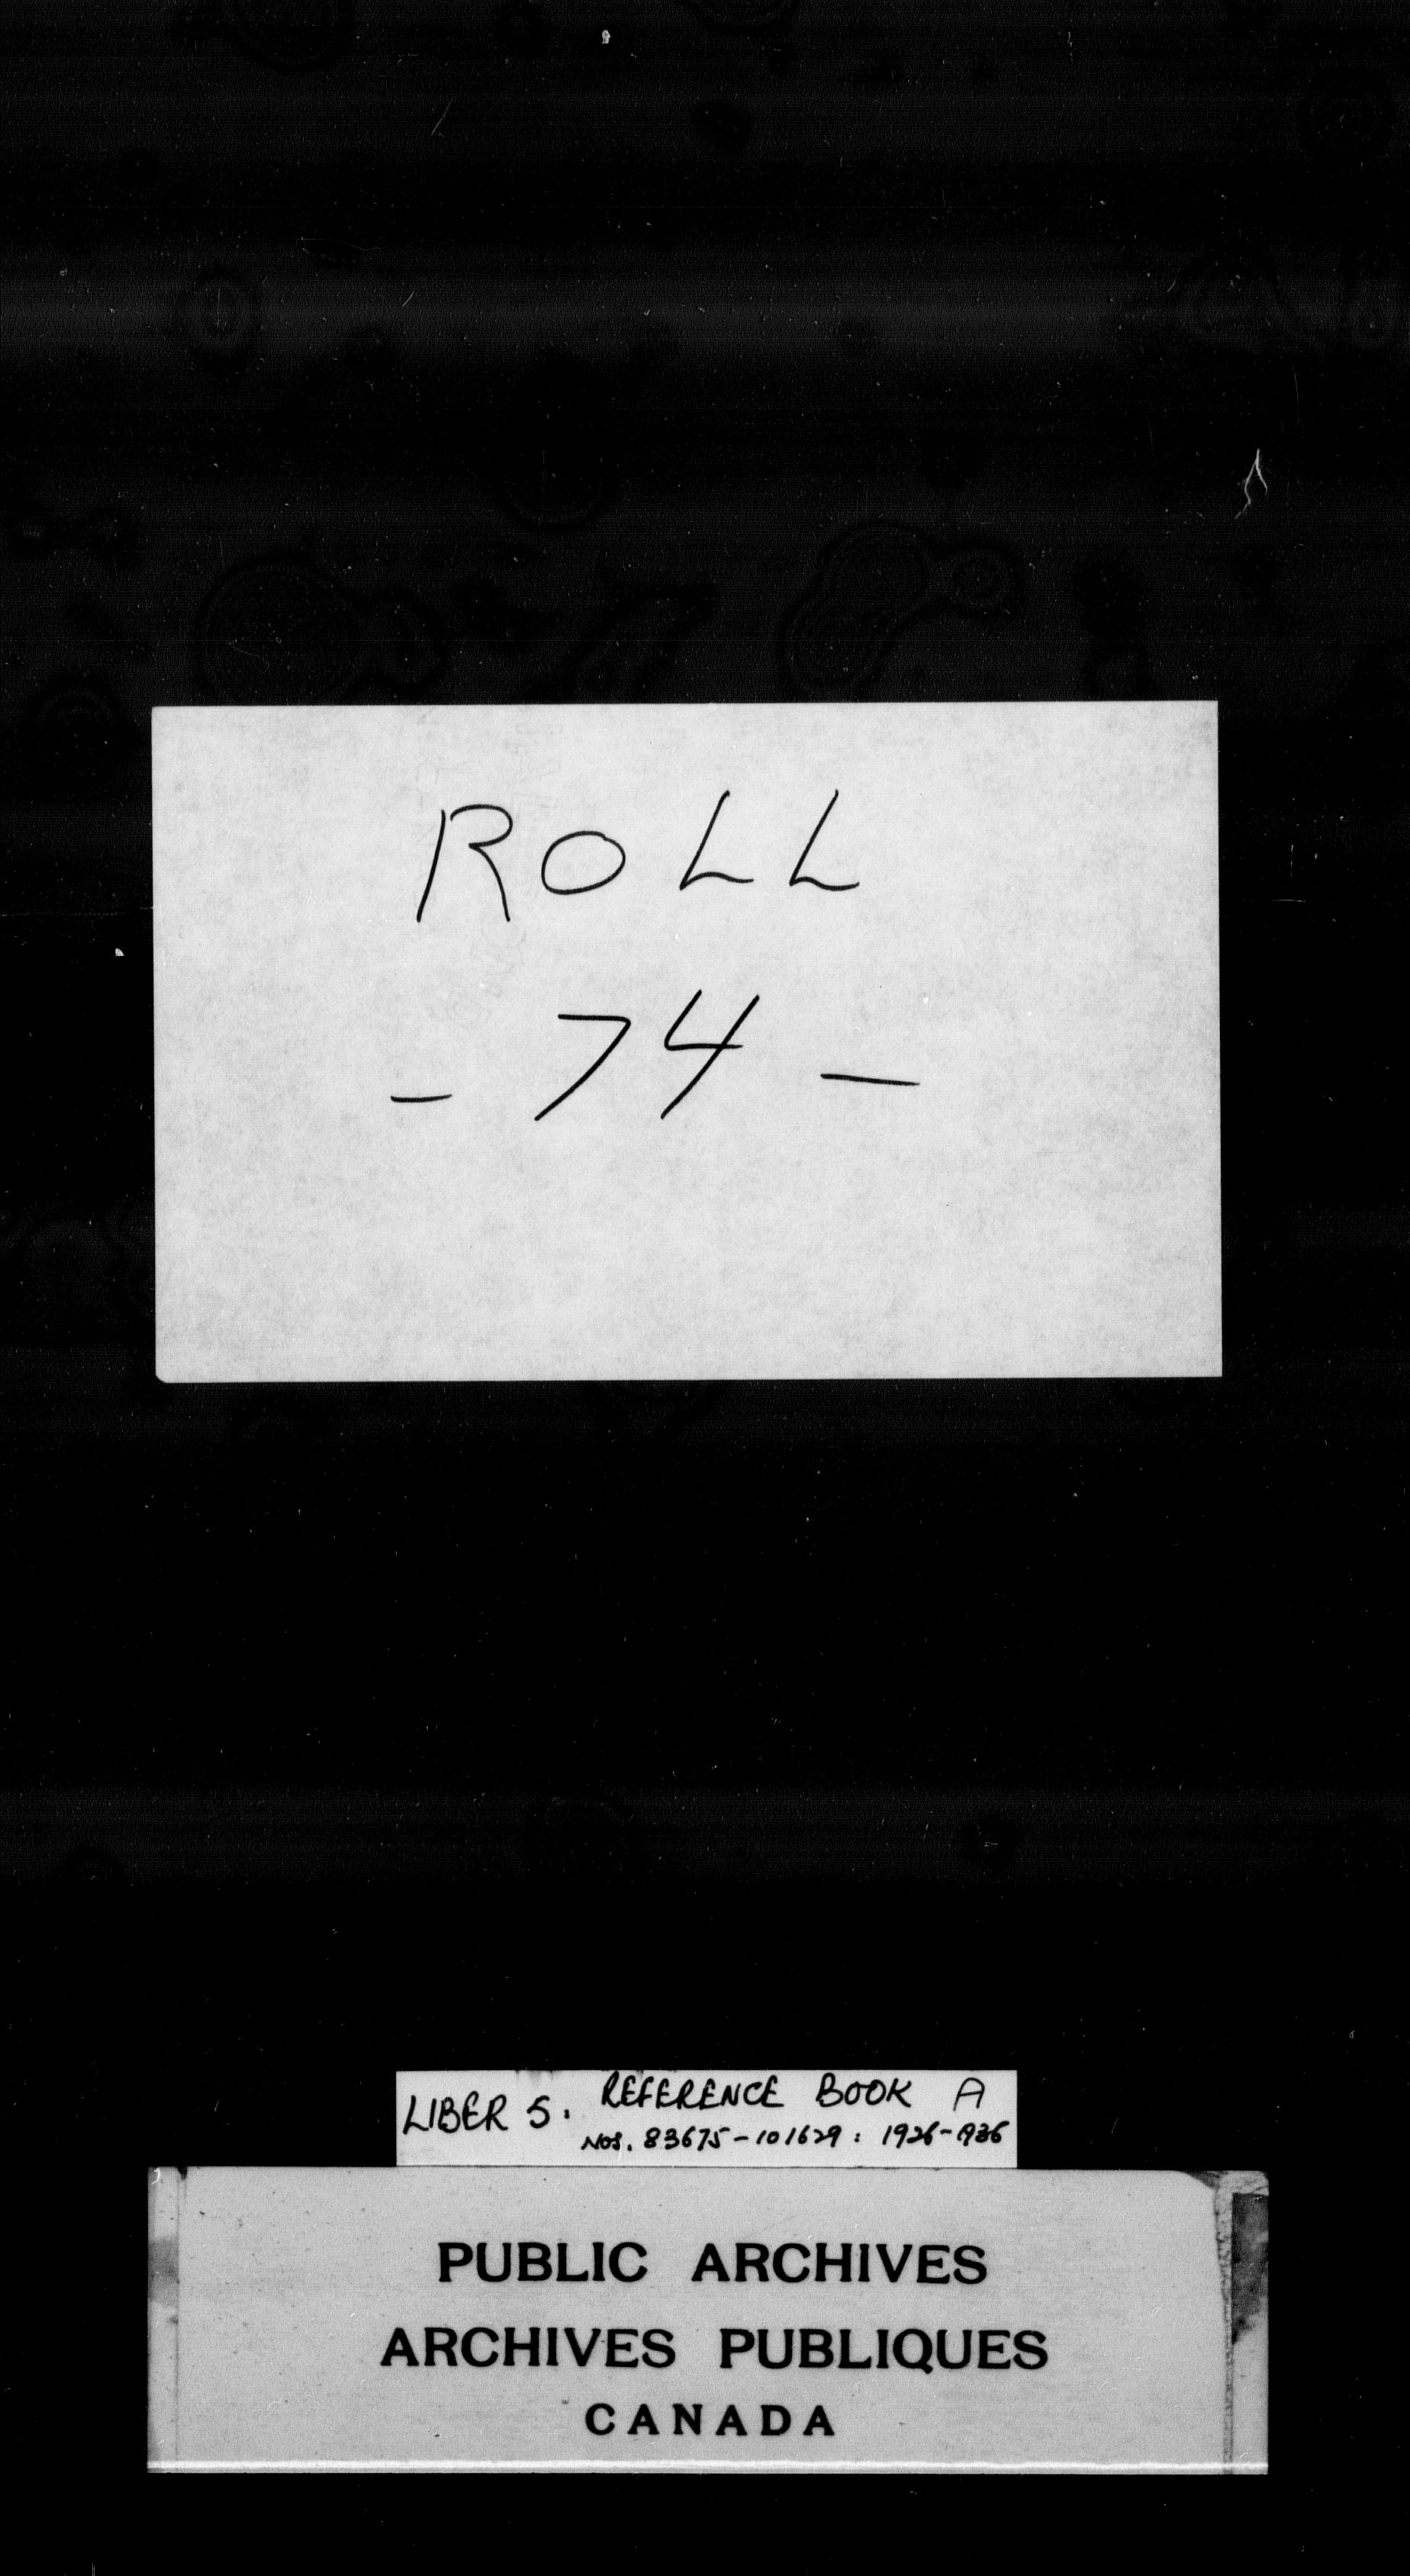 ROLL
- 74 -
LIBER 5. REFERENCE BOOK A
NOS. 83675-101629: 1926-1936
PUBLIC ARCHIVES
ARCHIVES PUBLIQUES
CANADA